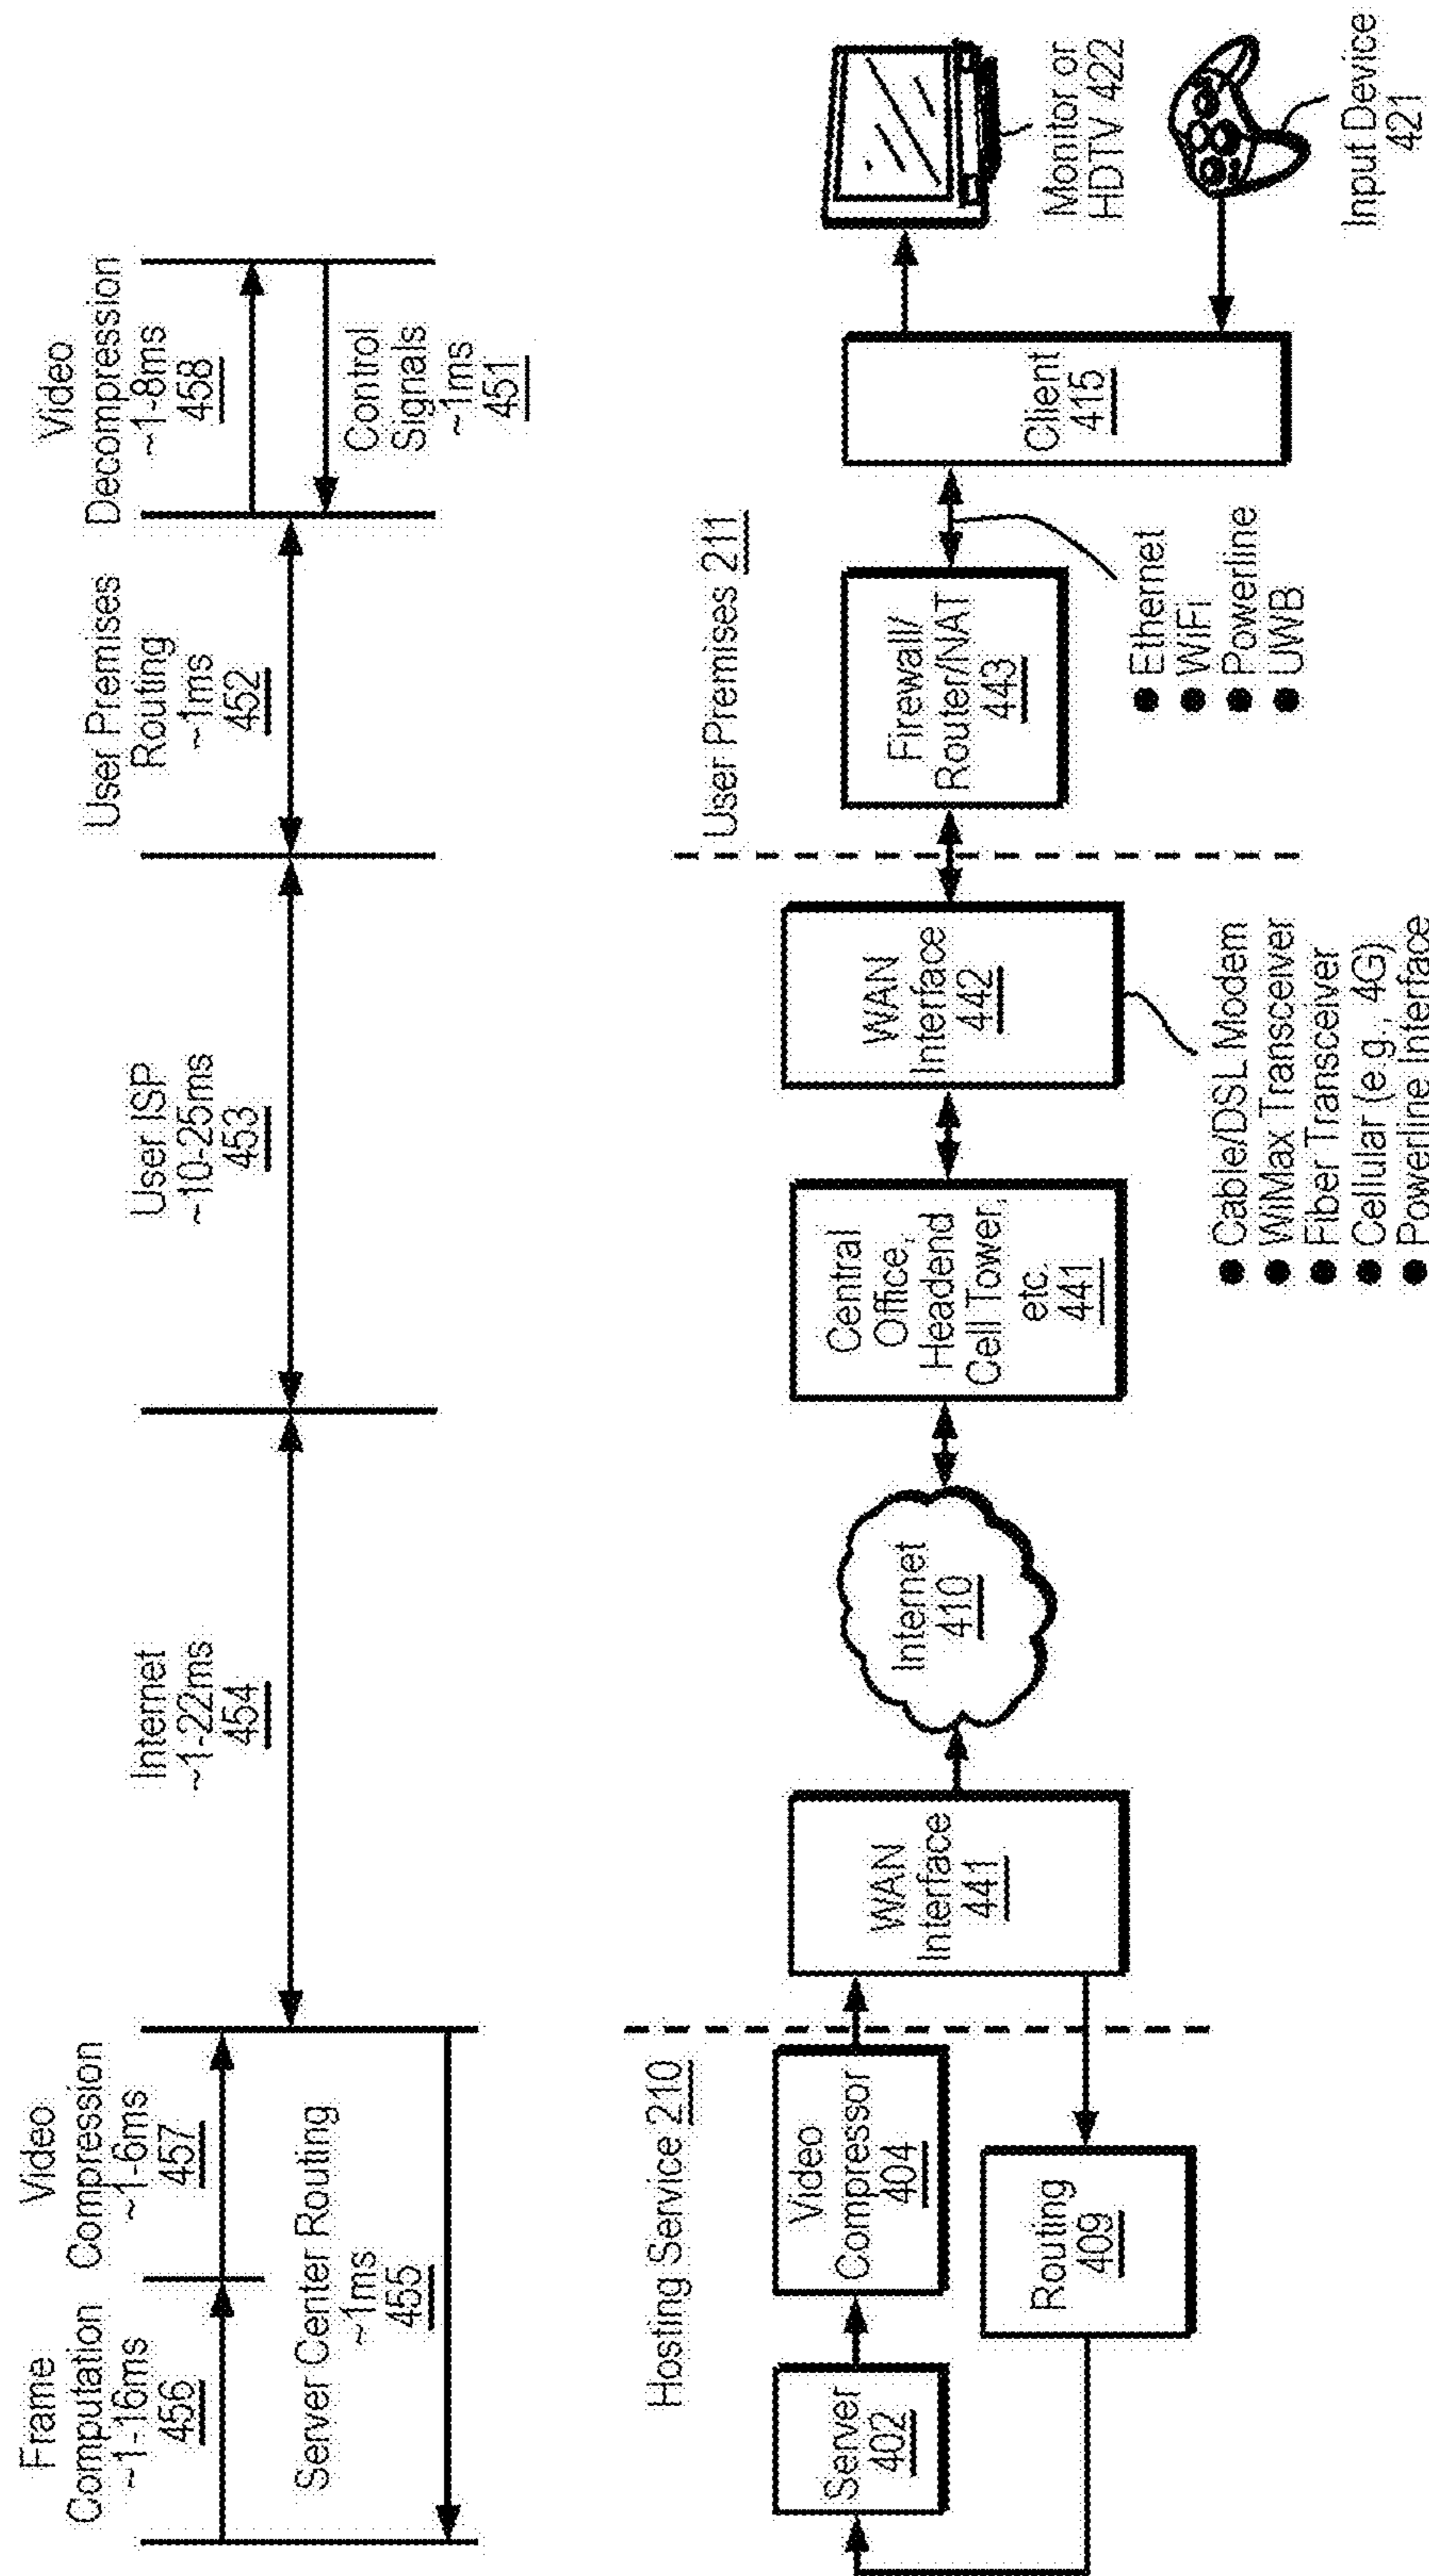 Frame
Computation
~1-16ms
456
Video
Compression
~1-6ms
457
Server Center Routing
~1ms
455
Internet
~1-22ms
454
User ISP
~10-25ms
453
User Premises
Routing
~1ms
452
Video
Decompression
~1-8ms
458
Control
Signals
~1ms
451
Hosting Service 210
Server
402
Video
Compressor
404
Routing
409
WAN
Interface
441
Internet
410
Central
Office,
Headend
Cell Tower,
etc.
441
WAN
Interface
442
● Cable/DSL Modem
● WiMax Transceiver
● Fiber Transceiver
● Cellular (e.g., 4G)
● Powerline Interface
User Premises 211
Firewall/
Router/NAT
443
● Ethernet
● WiFi
● Powerline
● UWB
Client
415
Monitor or
HDTV 422
Input Device
421